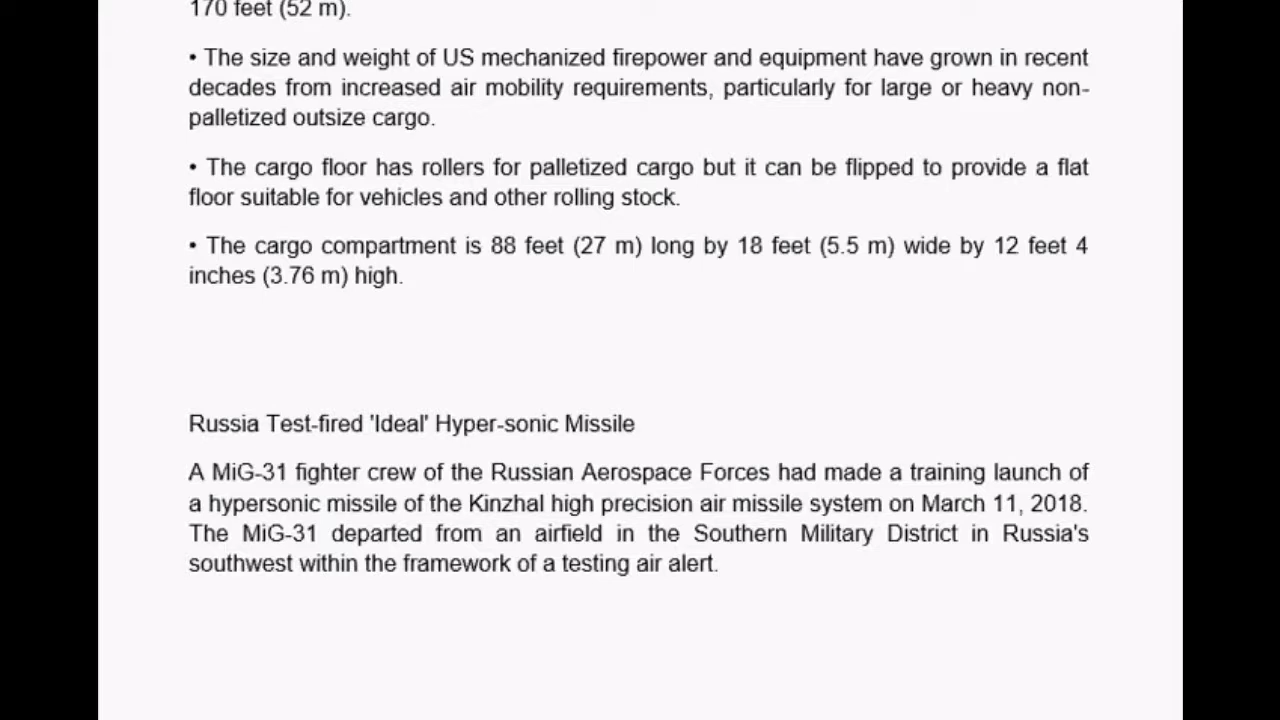 170 feet (52 m).
• The size and weight of US mechanized firepower and equipment have grown in recent
decades from increased air mobility requirements, particularly for large or heavy non-
palletized outsize cargo.
• The cargo floor has rollers for palletized cargo but it can be flipped to provide a flat
floor suitable for vehicles and other rolling stock.
• The cargo compartment is 88 feet (27 m) long by 18 feet (5.5 m) wide by 12 feet 4
inches (3.76 m) high.
Russia Test-fired 'Ideal' Hyper-sonic Missile
A MiG-31 fighter crew of the Russian Aerospace Forces had made a training launch of
a hypersonic missile of the Kinzhal high precision air missile system on March 11, 2018.
The MiG-31 departed from an airfield in the Southern Military District in Russia's
southwest within the framework of a testing air alert.